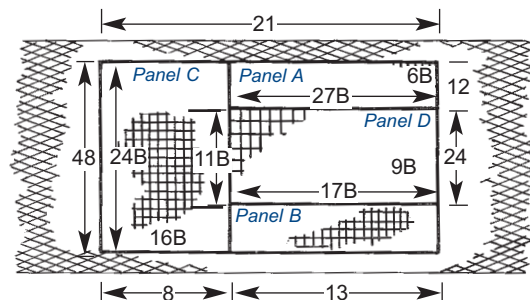 21
Panel C
Panel A
6B
12
27B
Panel D
48
24B
11B
24
9B
17B
Panel B
16B
8
13